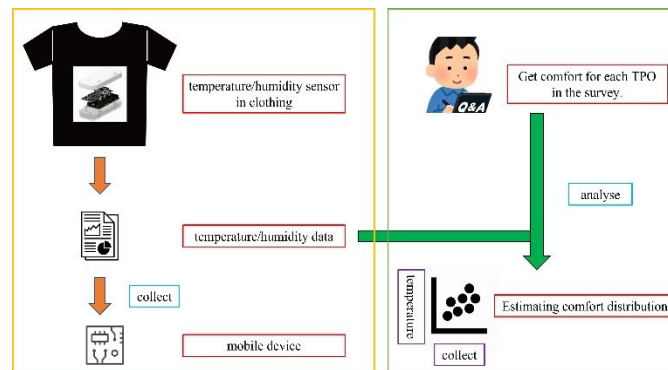 temperature/humidity sensor
in clothing
temperature/humidity data
collect
mobile device
Q&A
Get comfort for each TPO
in the survey.
analyse
temperature
Estimating comfort distribution
collect